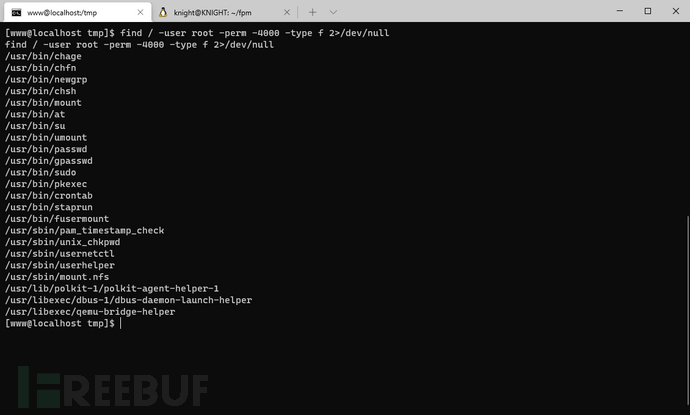 www@localhost:/tmp
knight@KNIGHT: ~/fpm
[www@localhost tmp]$ find / -user root -perm -4000 -type f 2>/dev/null
find / -user root -perm -4000 -type f 2>/dev/null
/usr/bin/chage
/usr/bin/chfn
/usr/bin/newgrp
/usr/bin/chsh
/usr/bin/mount
/usr/bin/at
/usr/bin/su
/usr/bin/umount
/usr/bin/passwd
/usr/bin/gpasswd
/usr/bin/sudo
/usr/bin/pkexec
/usr/bin/crontab
/usr/bin/staprun
/usr/bin/fusermount
/usr/sbin/pam_timestamp_check
/usr/sbin/unix_chkpwd
/usr/sbin/usernetctl
/usr/sbin/userhelper
/usr/sbin/mount.nfs
/usr/lib/polkit-1/polkit-agent-helper-1
/usr/libexec/dbus-1/dbus-daemon-launch-helper
/usr/libexec/qemu-bridge-helper
[www@localhost tmp]$
FREEBUF